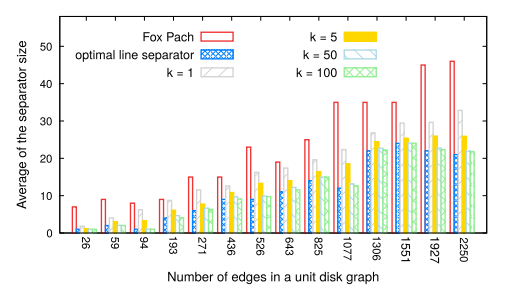 Fox Pach
optimal line separator
k = 1
k = 5
k = 50
k = 100
Average of the separator size
50
40
30
20
10
0
26
59
94
193
271
436
526
643
825
1077
1306
1551
1927
2250
Number of edges in a unit disk graph